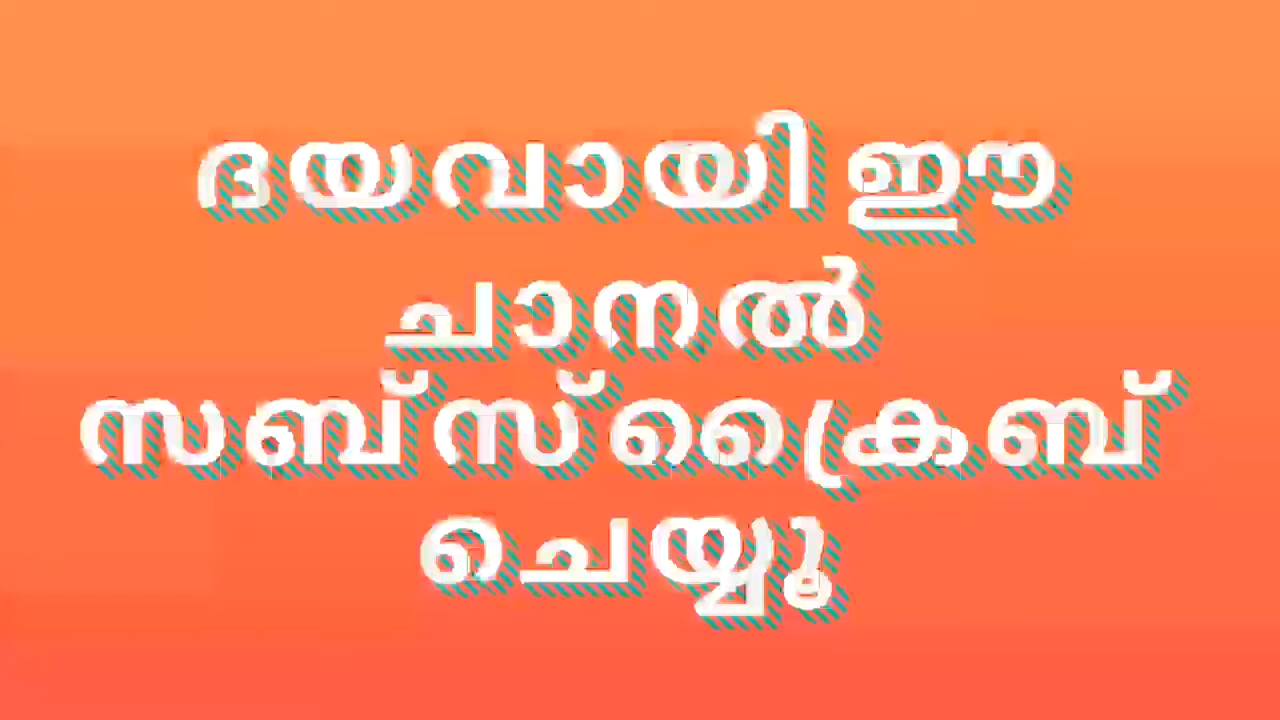 ദയവായി ഈ
ചാനൽ
സബ്സ്ക്രൈബ്
ചെയ്യൂ